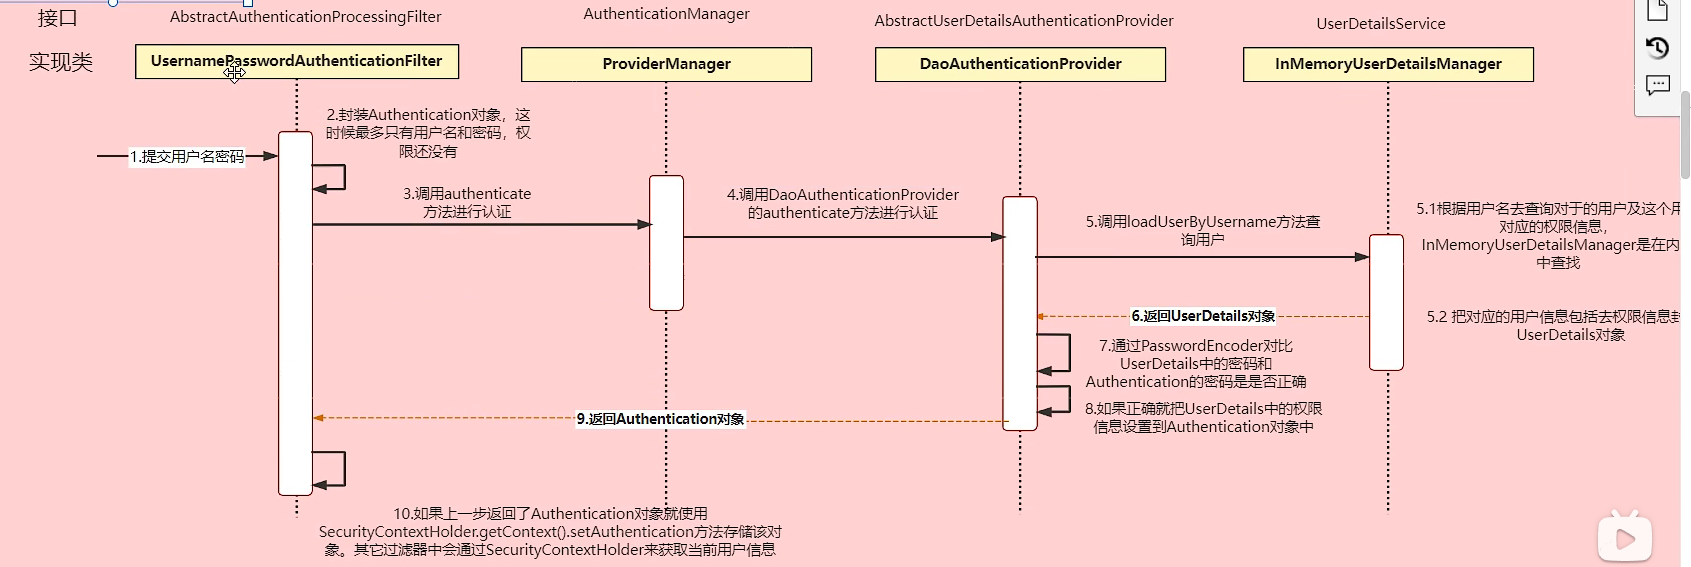 接口
AbstractAuthenticationProcessingFilter
AuthenticationManager
AbstractUserDetailsAuthenticationProvider
UserDetailsService
实现类
UsernamePasswordAuthenticationFilter
ProviderManager
DaoAuthenticationProvider
InMemoryUserDetailsManager
1.提交用户名密码
2.封装Authentication对象，这
时候最多只有用户名和密码，权
限还没有
3.调用authenticate
方法进行认证
4.调用DaoAuthenticationProvider
的authenticate方法进行认证
5.调用loadUserByUsername方法查
询用户
5.1根据用户名去查询对于的用户及这个用
对应的权限信息，
InMemoryUserDetailsManager是在内
中查找
5.2 把对应的用户信息包括去权限信息封
UserDetails对象
6.返回UserDetails对象
7.通过PasswordEncoder对比
UserDetails中的密码和
Authentication的密码是是否正确
8.如果正确就把UserDetails中的权限
信息设置到Authentication对象中
9.返回Authentication对象
10.如果上一步返回了Authentication对象就使用
SecurityContextHolder.getContext().setAuthentication方法存储该对
象。其它过滤器中会通过SecurityContextHolder来获取当前用户信息